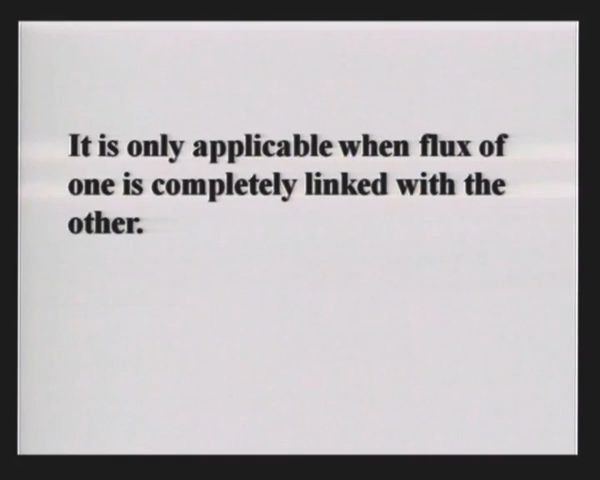 It is only applicable when flux of
one is completely linked with the
other.